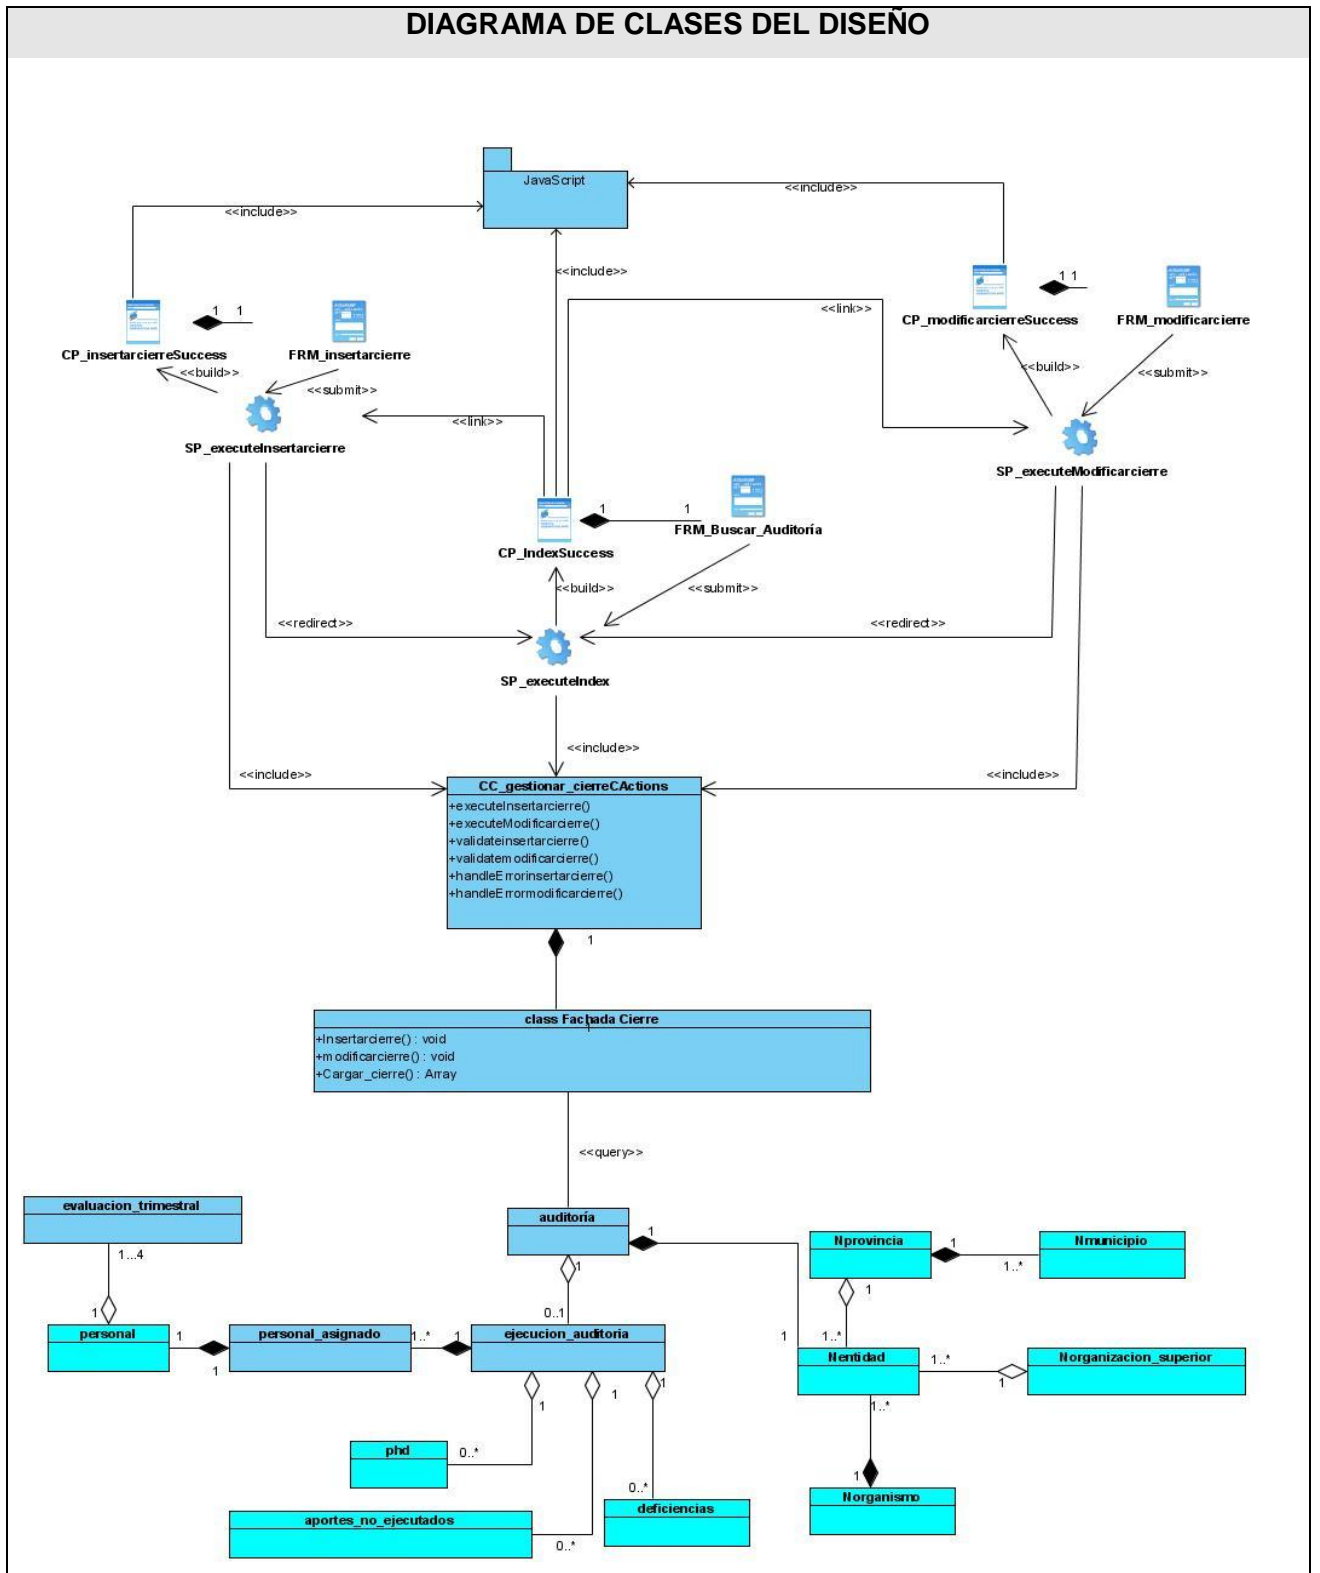 DIAGRAMA DE CLASES DEL DISEÑO
JavaScript
<<include>>
<<include>>
<<include>>
1 1
<<link>>
CP_modificarcierreSuccess
FRM_modificarcierre
1 1
CP_insertarcierreSuccess
FRM_insertarcierre
<<build>>
<<submit>>
<<build>>
<<submit>>
<<link>>
SP_executeInsertarcierre
SP_executeModificarcierre
1
1
FRM_Buscar_Auditoría
CP_IndexSuccess
<<build>>
<<submit>>
<<redirect>>
<<redirect>>
SP_executeIndex
<<include>>
<<include>>
<<include>>
CC_gestionar_cierreCActions
+executeInsertarcierre()
+executeModificarcierre()
+validateinsertarcierre()
+validatemodificarcierre()
+handleErrorinsertarcierre()
+handleErrormodificarcierre()
1
class Fachada Cierre
1
+Insertarcierre() : void
+modificarcierre() : void
+Cargar_cierre() : Array
<<query>>
evaluacion_trimestral
1...4
1
auditoría
1
1
0..1
1
Nprovincia
1
1..*
Nmunicipio
1
1..*
personal
1
1
personal_asignado
1..*
1
ejecucion_auditoria
Nentidad
1..*
1
Norganizacion_superior
1
1
1
1..*
phd
0..*
0..*
1
aportes_no_ejecutados
0..*
deficiencias
Norganismo